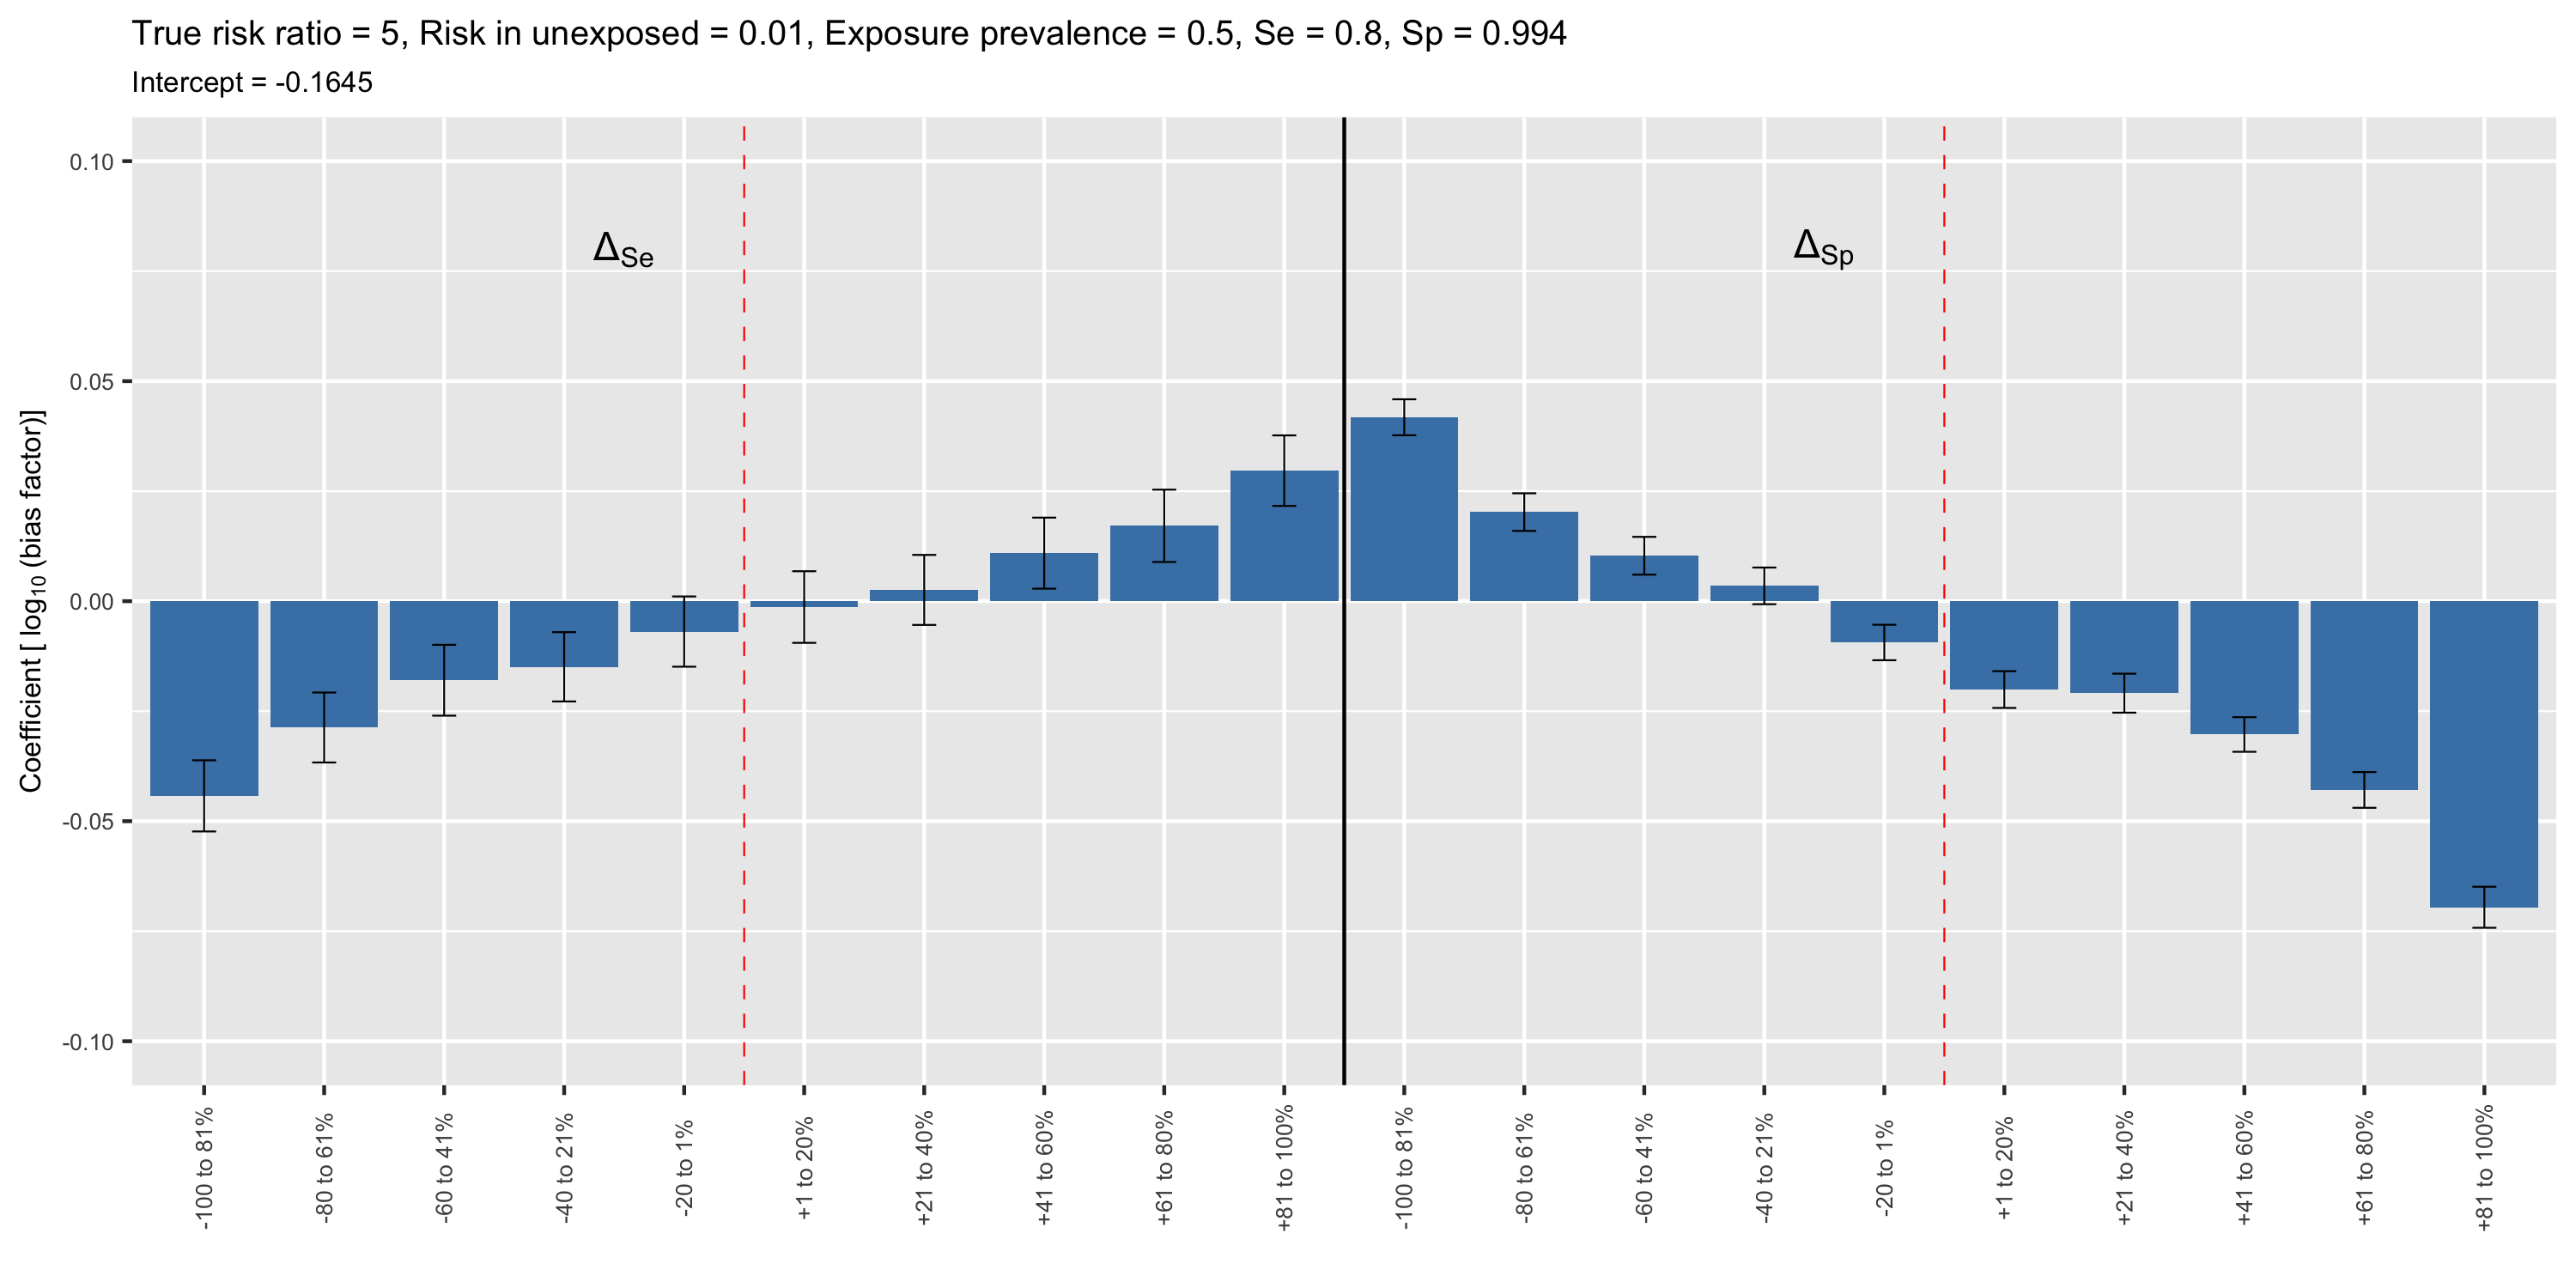 True risk ratio = 5, Risk in unexposed = 0.01, Exposure prevalence = 0.5, Se = 0.8, Sp = 0.994
Intercept = -0.1645
Coefficient [ log10 (bias factor)]
0.10
0.05
0.00
-0.05
-0.10
ΔSe
ΔSp
-100 to 81%
-80 to 61%
-60 to 41%
-40 to 21%
-20 to 1%
+1 to 20%
+21 to 40%
+41 to 60%
+61 to 80%
+81 to 100%
-100 to 81%
-80 to 61%
-60 to 41%
-40 to 21%
-20 to 1%
+1 to 20%
+21 to 40%
+41 to 60%
+61 to 80%
+81 to 100%